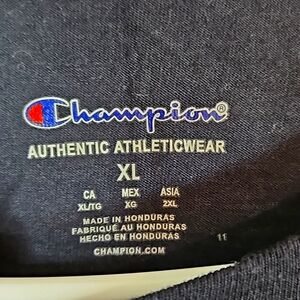 Champion®
AUTHENTIC ATHLETICWEAR
XL
CA MEX ASIA
XL/TG XG 2XL
MADE IN HONDURAS
FABRIQUÉ AU HONDURAS
HECHO EN HONDURAS
11
CHAMPION.COM